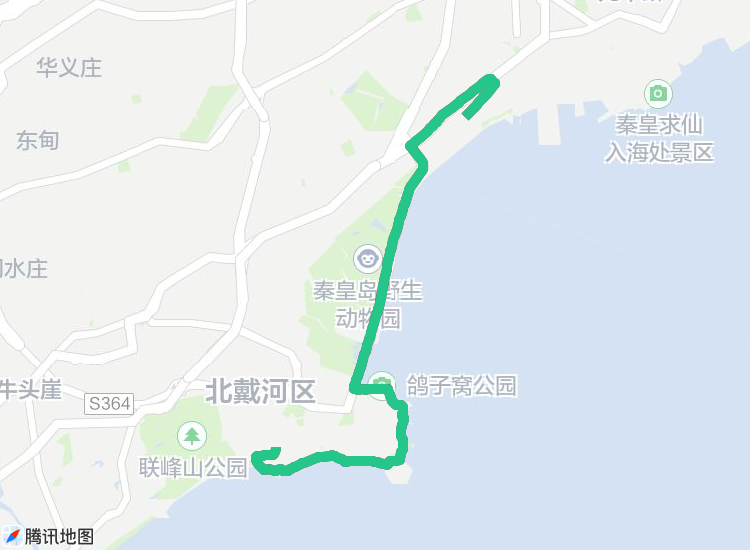 华义庄
东甸
秦皇求仙
入海处景区
水庄
秦皇岛野生
动物园
牛头崖
北戴河区
鸽子窝公园
S364
联峰山公园
腾讯地图